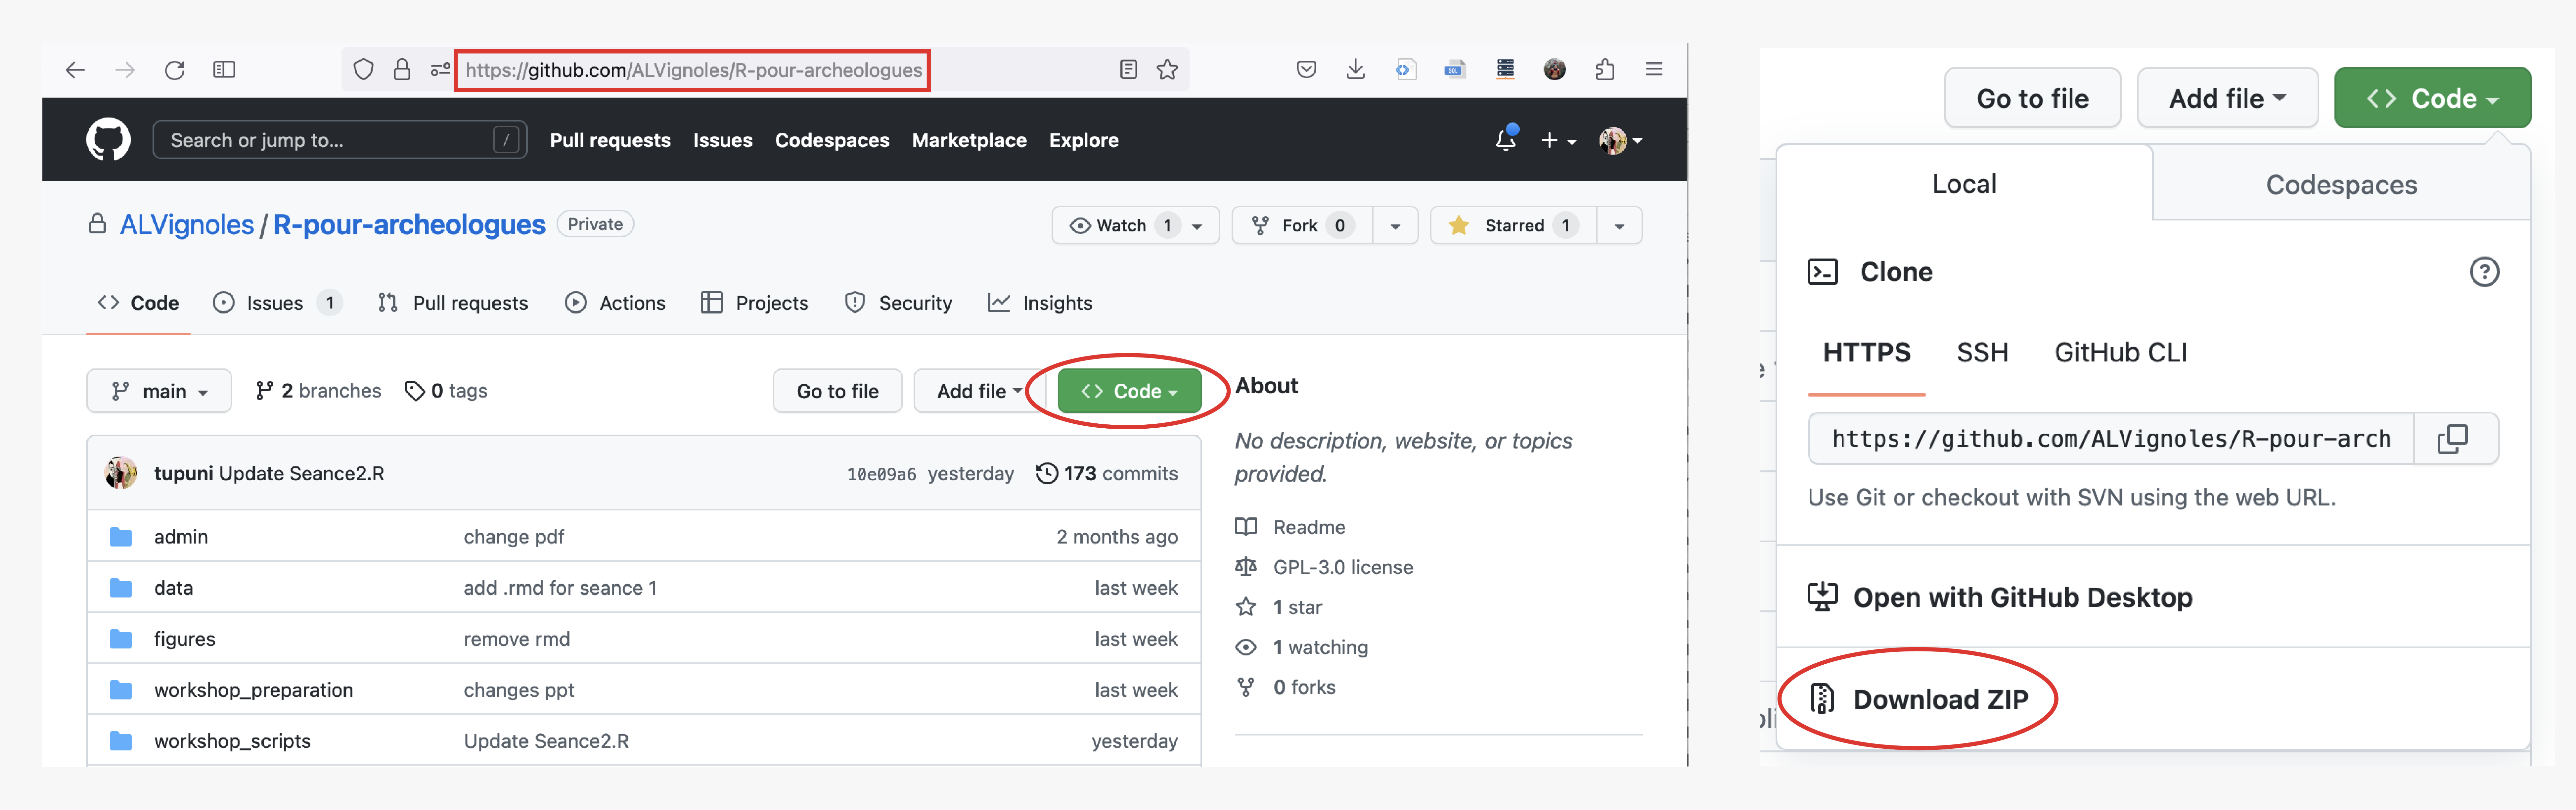 https://github.com/ALVignoles/R-pour-archeologues
SQL
Search or jump to... /
Pull requests Issues Codespaces Marketplace Explore
ALVignoles / R-pour-archeologues Private
Watch 1 Fork 0 Starred 1
Code Issues 1 Pull requests Actions Projects Security Insights
main 2 branches 0 tags Go to file Add file Code
tupuni Update Seance2.R 10e09a6 yesterday 173 commits
admin change pdf 2 months ago
data add .rmd for seance 1 last week
figures remove rmd last week
workshop_preparation changes ppt last week
workshop_scripts Update Seance2.R yesterday
About
No description, website, or topics
provided.
Readme
GPL-3.0 license
1 star
1 watching
0 forks
Go to file Add file Code
Local Codespaces
Clone
HTTPS SSH GitHub CLI
https://github.com/ALVignoles/R-pour-arch
Use Git or checkout with SVN using the web URL.
Open with GitHub Desktop
Download ZIP